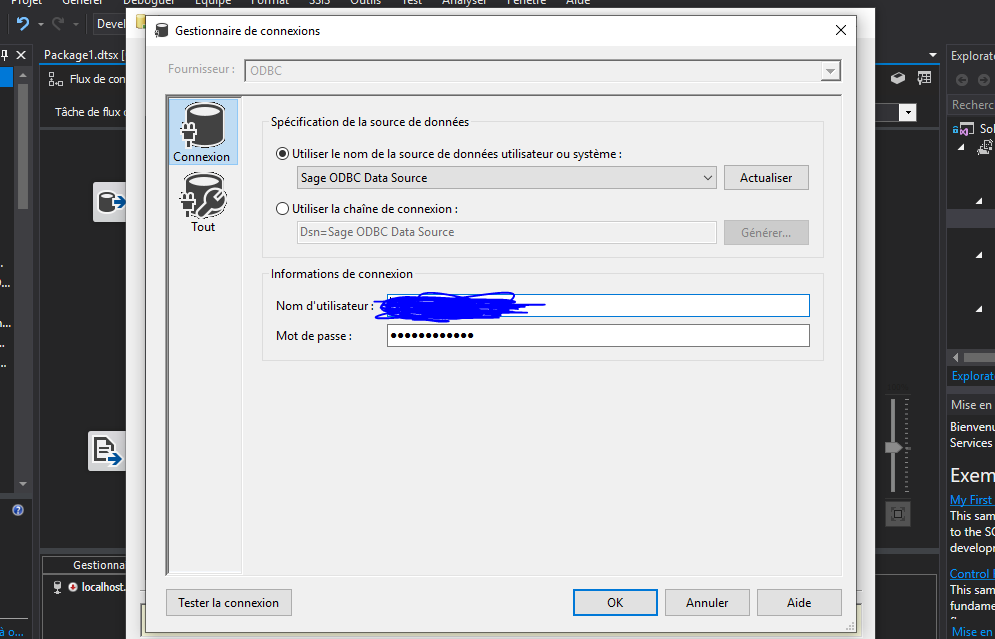 Projet Générer Déboguer Équipe Format SSIS Outils Test Analyser Fenêtre Aide
Devel
Package1.dtsx [
Flux de con
Tâche de flux
Gestionnaire de connexions
Fournisseur :
ODBC
Connexion
Tout
Spécification de la source de données
Utiliser le nom de la source de données utilisateur ou système :
Sage ODBC Data Source
Actualiser
Utiliser la chaîne de connexion :
Dsn=Sage ODBC Data Source
Générer...
Informations de connexion
Nom d'utilisateur :
Mot de passe :
●●●●●●●●●●●●
Tester la connexion
OK
Annuler
Aide
Gestionna
localhost.
à o...
Explorat
Recherc
Sol
Explorat
Mise en
Bienvenu
Services
Exem
My First
This sam
to the SC
developm
Control
This sam
fundame
Mise en